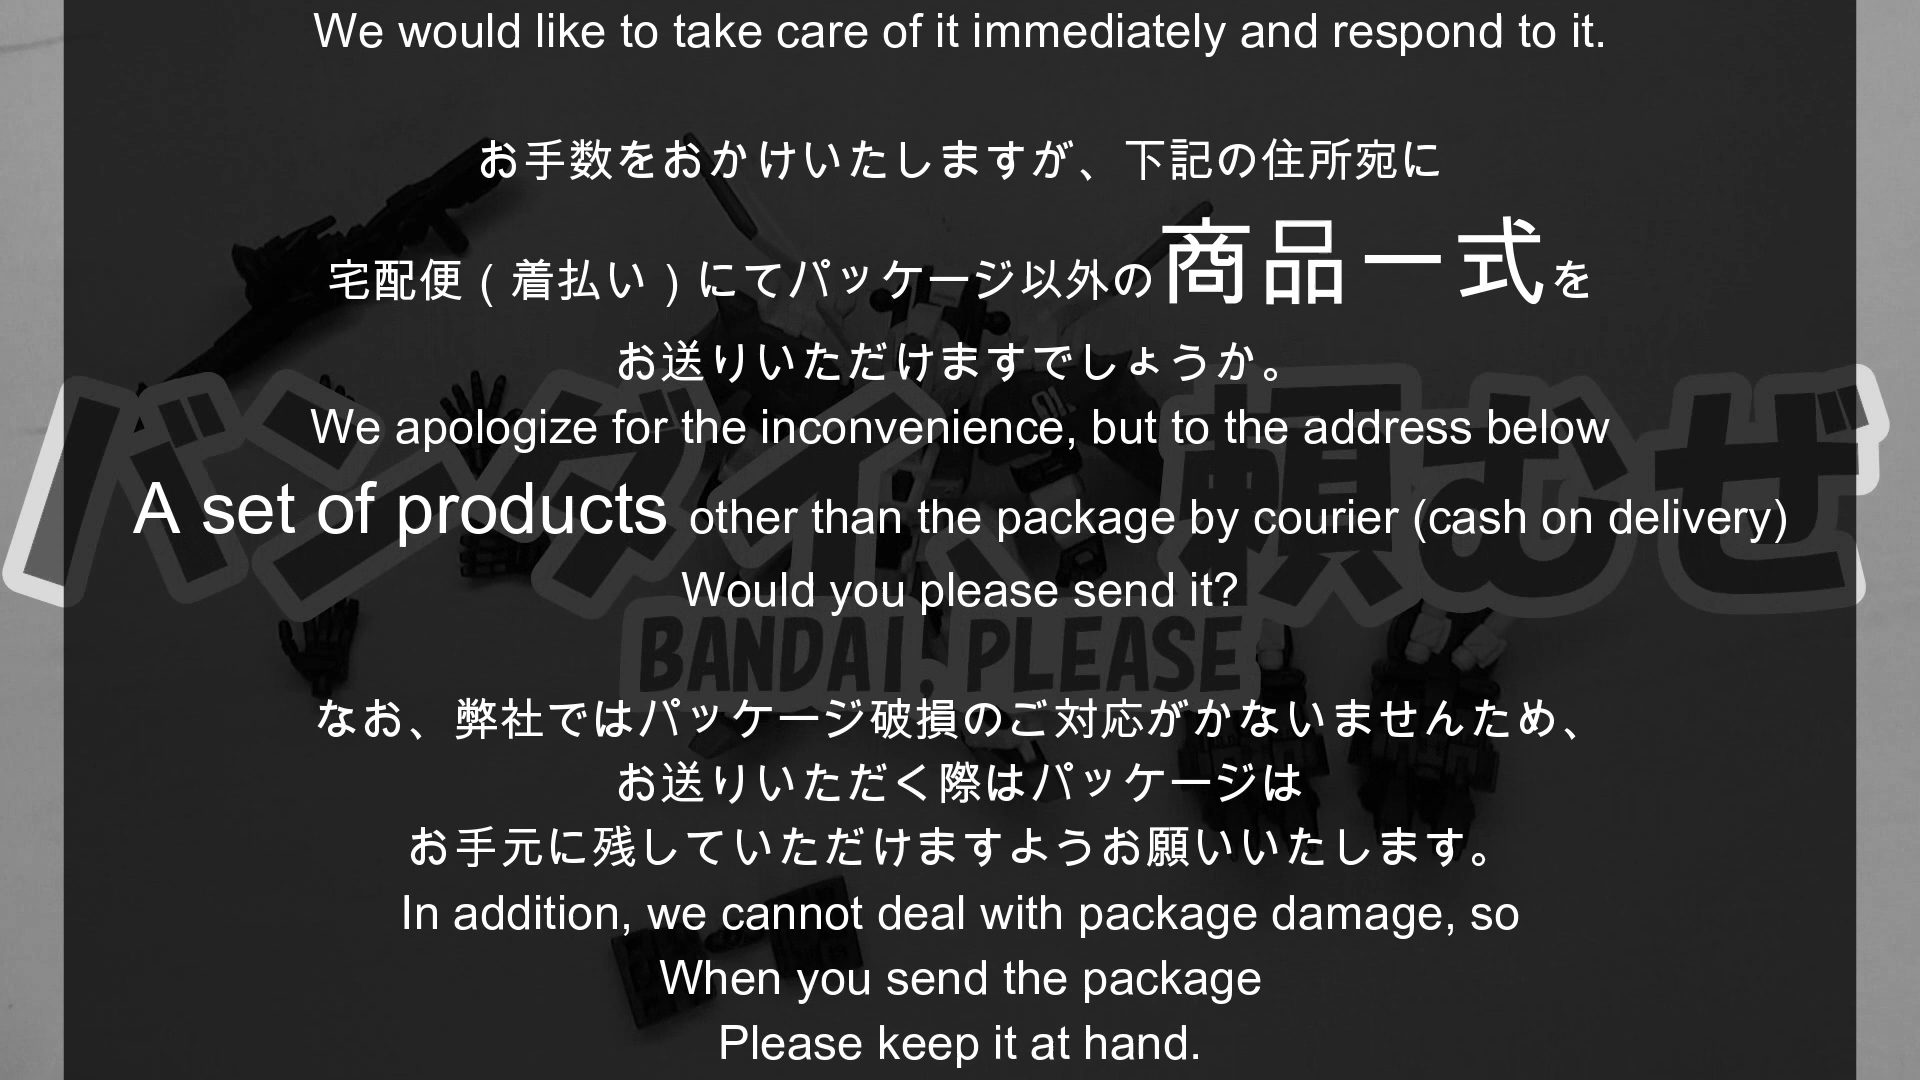 We would like to take care of it immediately and respond to it.
お手数をおかけいたしますが、下記の住所宛に
宅配便（着払い）にてパッケージ以外の商品一式を
お送りいただけますでしょうか。
We apologize for the inconvenience, but to the address below
A set of products other than the package by courier (cash on delivery)
Would you please send it?
バンダイ、頼むぜ
BANDAI. PLEASE
なお、弊社ではパッケージ破損のご対応がかないませんため、
お送りいただく際はパッケージは
お手元に残していただけますようお願いいたします。
In addition, we cannot deal with package damage, so
When you send the package
Please keep it at hand.